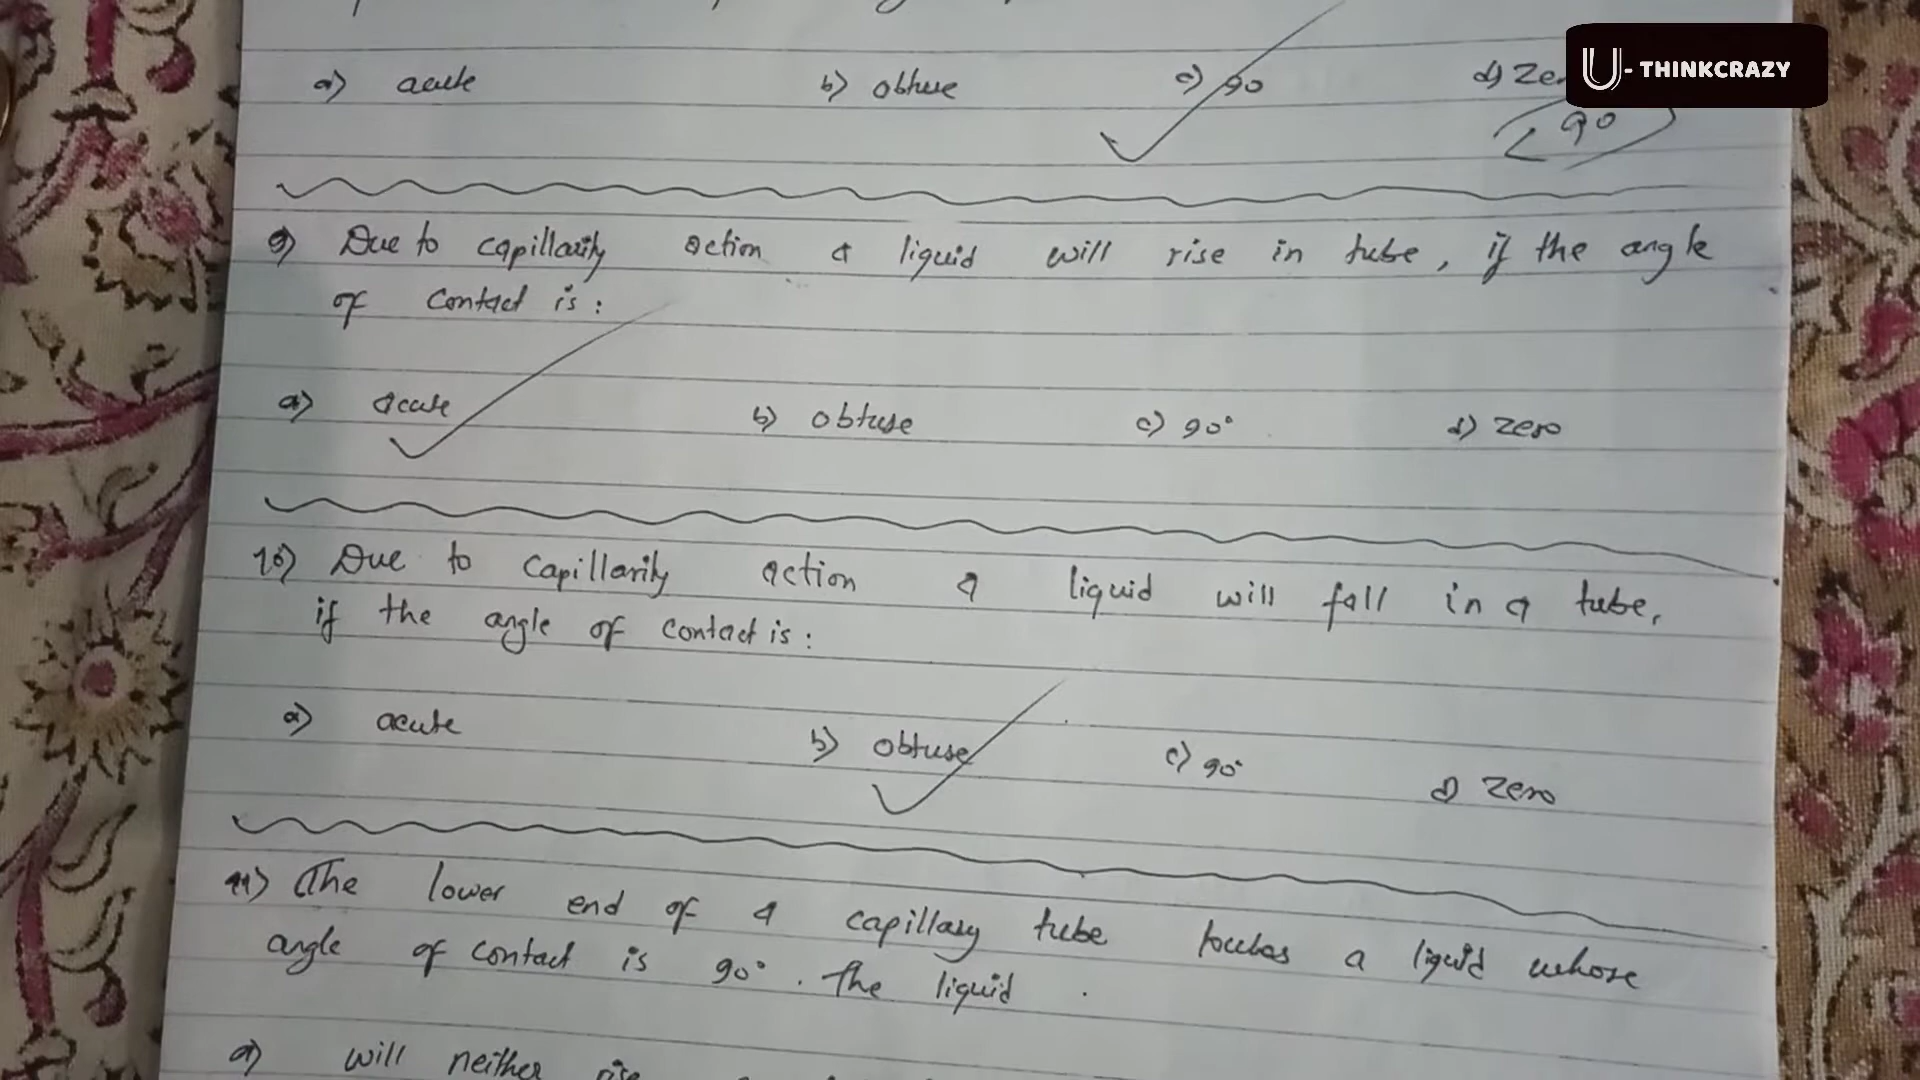 a) acute b) obtuse c) 90 d) Ze
U - THINKCRAZY
90
9) Due to capillarity action a liquid will rise in tube, if the angle
of contact is:
a) acute b) obtuse c) 90° d) zero
10) Due to capillarity action a liquid will fall in a tube,
if the angle of contact is:
a) acute b) obtuse c) 90° d) zero
11) The lower end of a capillary tube touches a liquid whose
angle of contact is 90°. The liquid
a) will neither rise